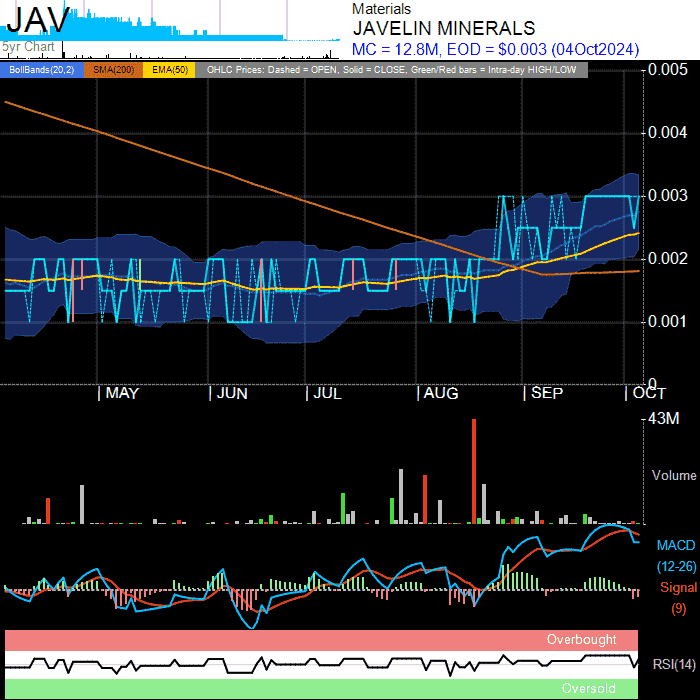 JAV
5yr Chart
Materials
JAVELIN MINERALS
MC = 12.8M, EOD = $0.003 (04Oct2024)
BollBands(20,2) SMA(200) EMA(50) OHLC Prices: Dashed = OPEN, Solid = CLOSE, Green/Red bars = Intra-day HIGH/LOW
0.005
0.004
0.003
0.002
0.001
0
| MAY | JUN | JUL | AUG | SEP | OCT
43M
Volume
MACD
(12-26)
Signal
(9)
Overbought
RSI(14)
Oversold